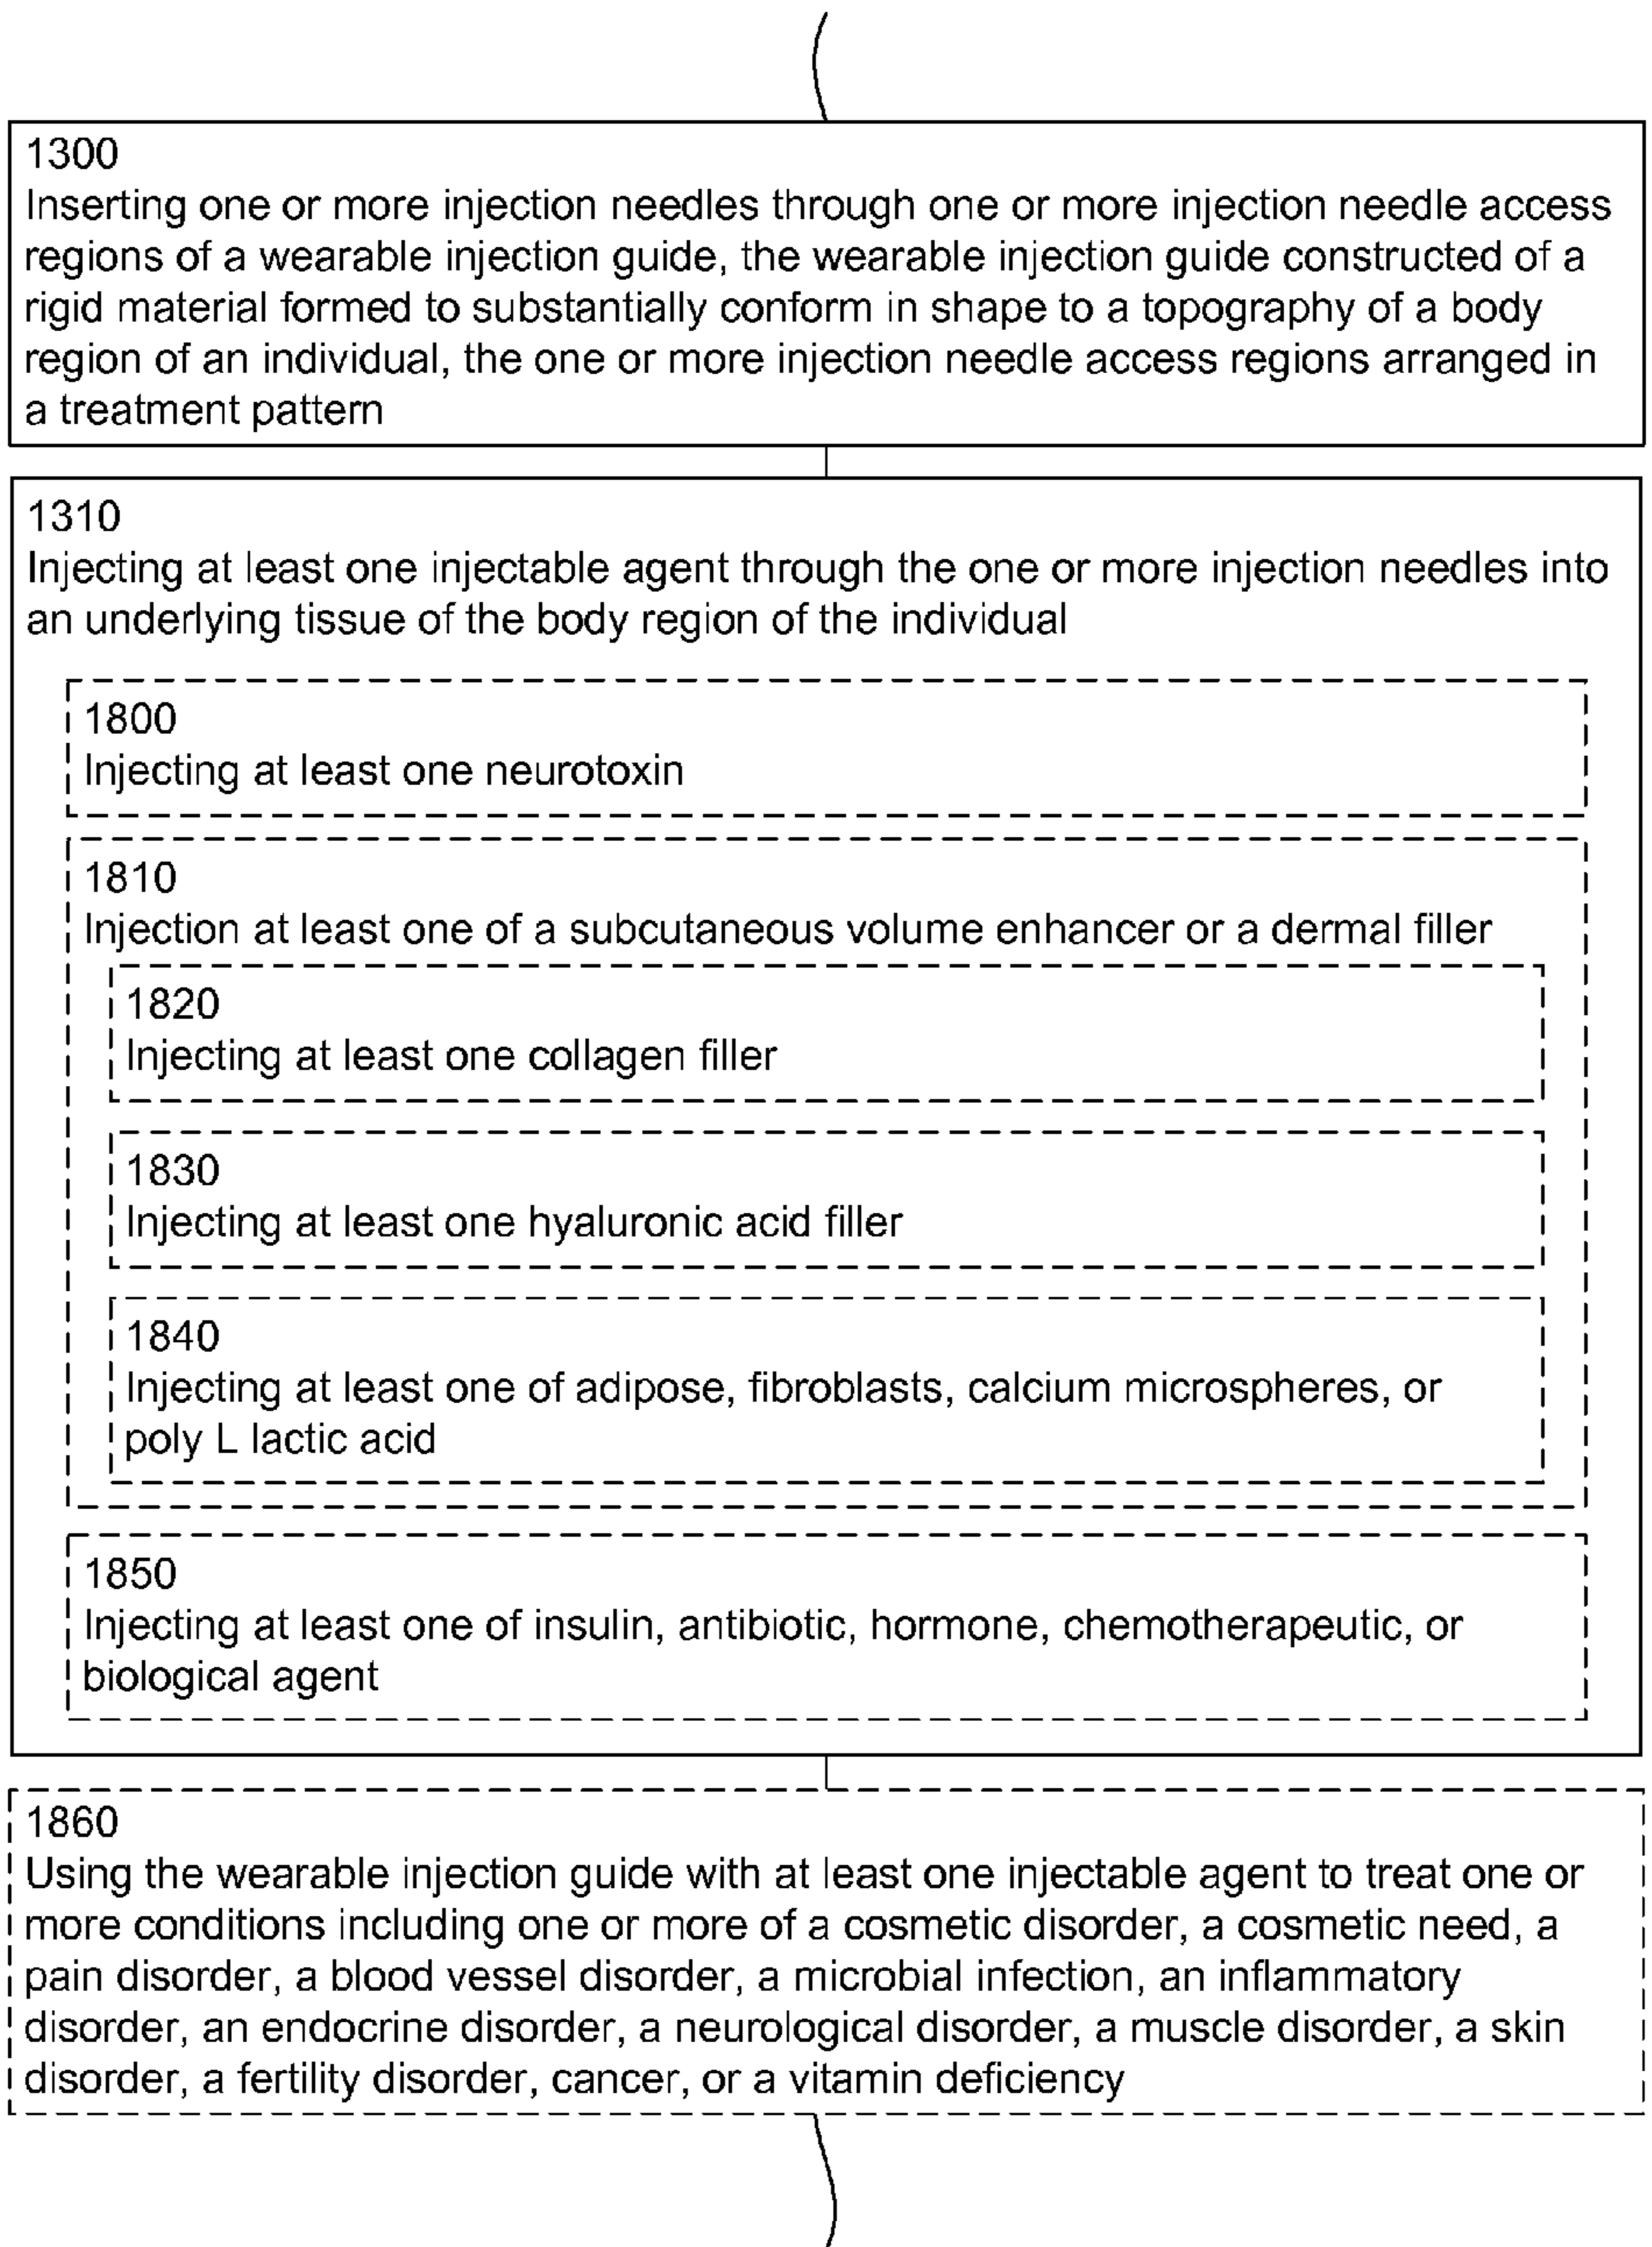 1300
Inserting one or more injection needles through one or more injection needle access
regions of a wearable injection guide, the wearable injection guide constructed of a
rigid material formed to substantially conform in shape to a topography of a body
region of an individual, the one or more injection needle access regions arranged in
a treatment pattern
1310
Injecting at least one injectable agent through the one or more injection needles into
an underlying tissue of the body region of the individual
1800
Injecting at least one neurotoxin
1810
Injection at least one of a subcutaneous volume enhancer or a dermal filler
1820
Injecting at least one collagen filler
1830
Injecting at least one hyaluronic acid filler
1840
Injecting at least one of adipose, fibroblasts, calcium microspheres, or
poly L lactic acid
1850
Injecting at least one of insulin, antibiotic, hormone, chemotherapeutic, or
biological agent
1860
Using the wearable injection guide with at least one injectable agent to treat one or
more conditions including one or more of a cosmetic disorder, a cosmetic need, a
pain disorder, a blood vessel disorder, a microbial infection, an inflammatory
disorder, an endocrine disorder, a neurological disorder, a muscle disorder, a skin
disorder, a fertility disorder, cancer, or a vitamin deficiency